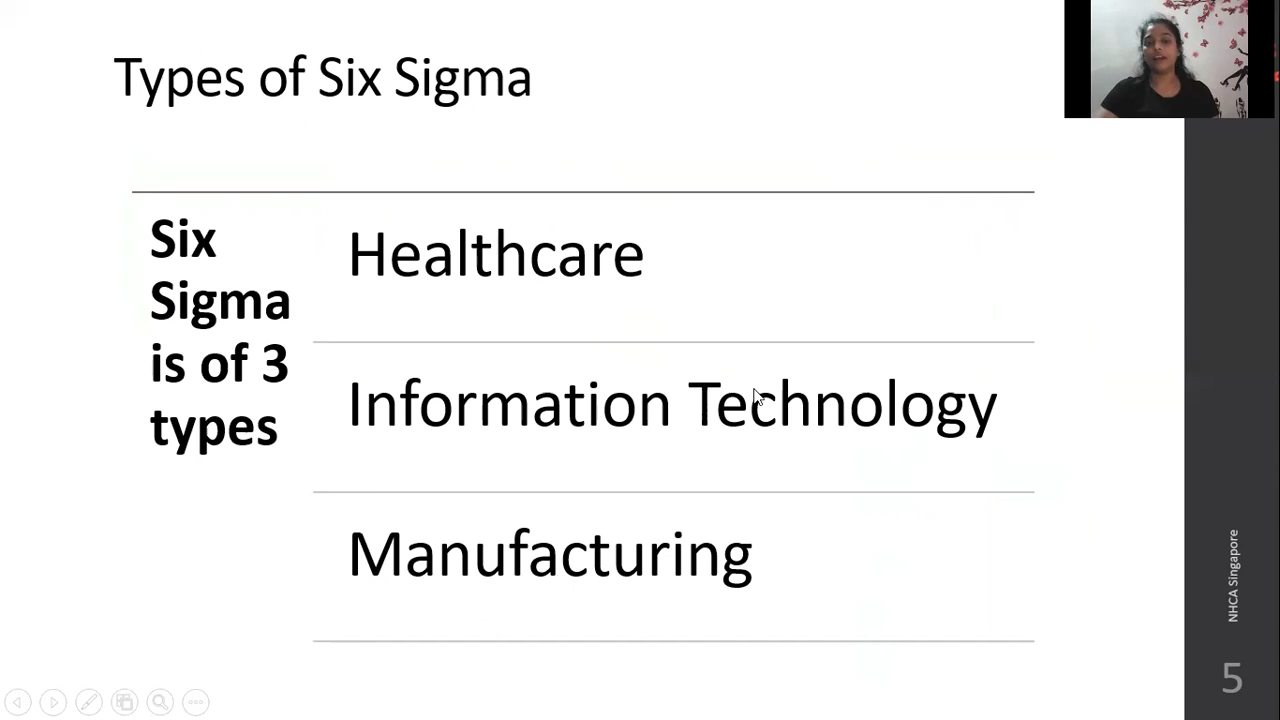 Types of Six Sigma
Six
Sigma
is of 3
types
Healthcare
Information Technology
Manufacturing
NHCA Singapore
5